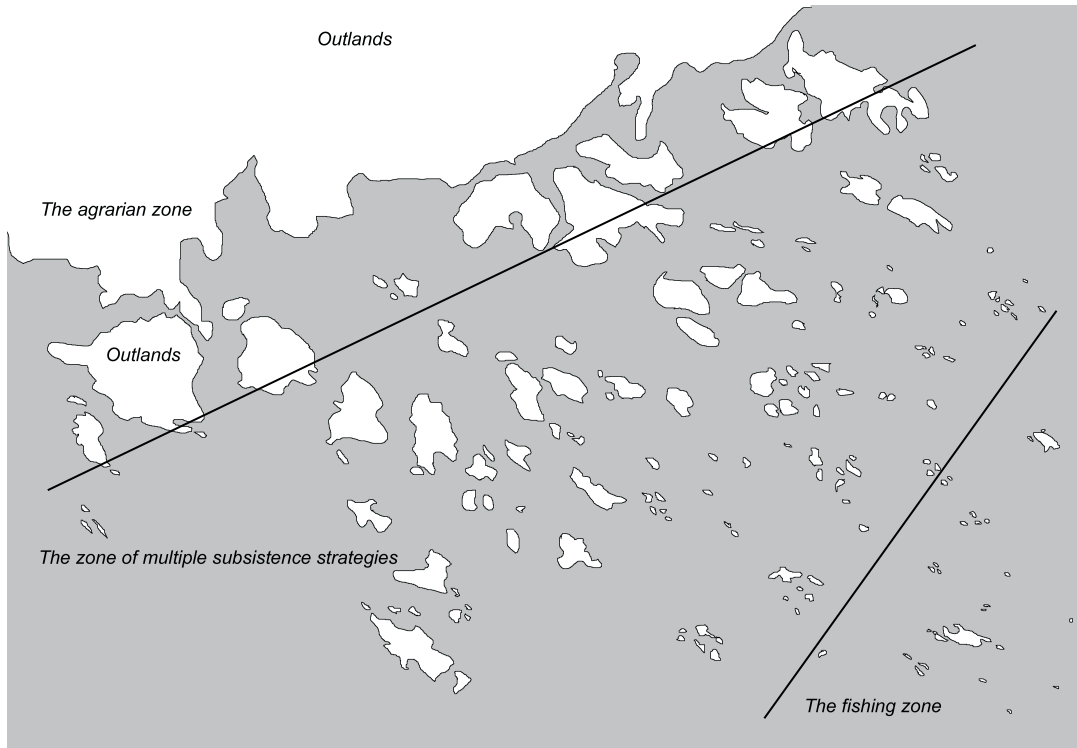 Outlands
The agrarian zone
Outlands
The zone of multiple subsistence strategies
The fishing zone